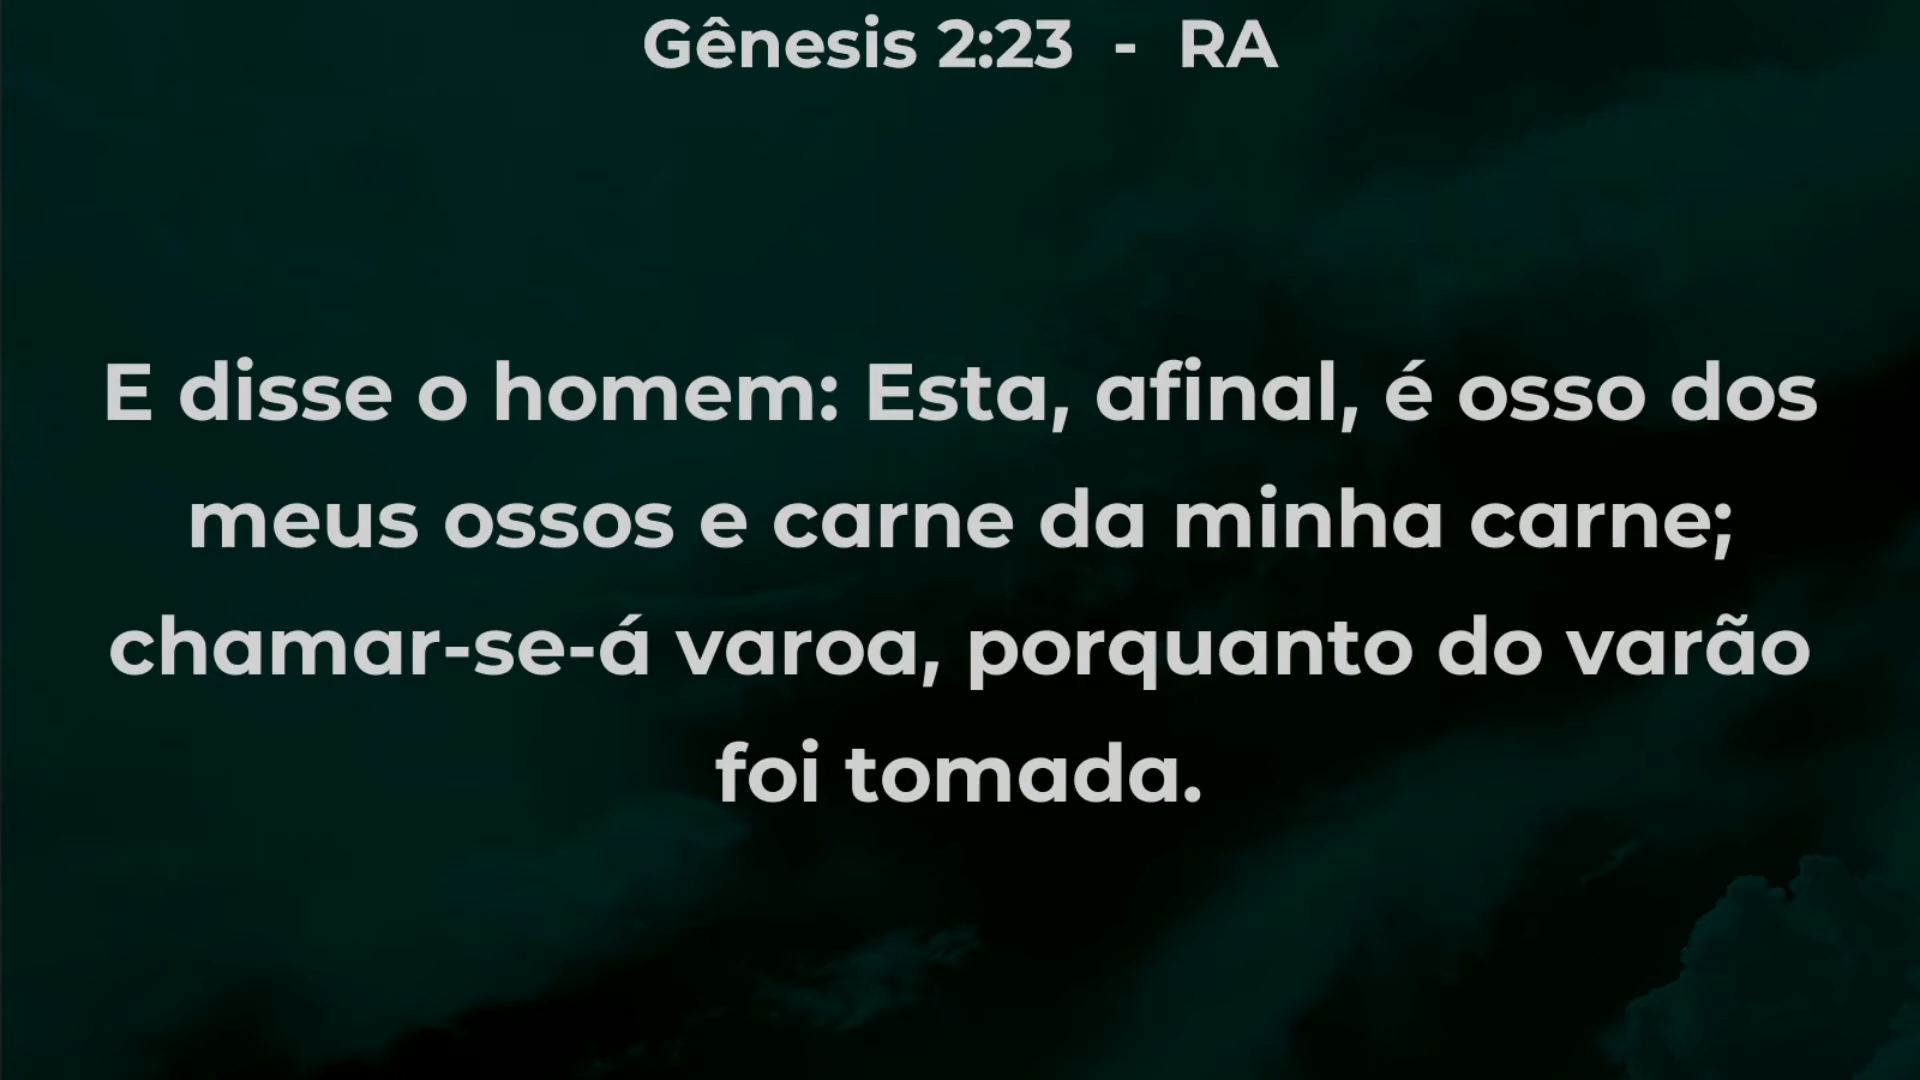 Gênesis 2:23 - RA
E disse o homem: Esta, afinal, é osso dos
meus ossos e carne da minha carne;
chamar-se-á varoa, porquanto do varão
foi tomada.